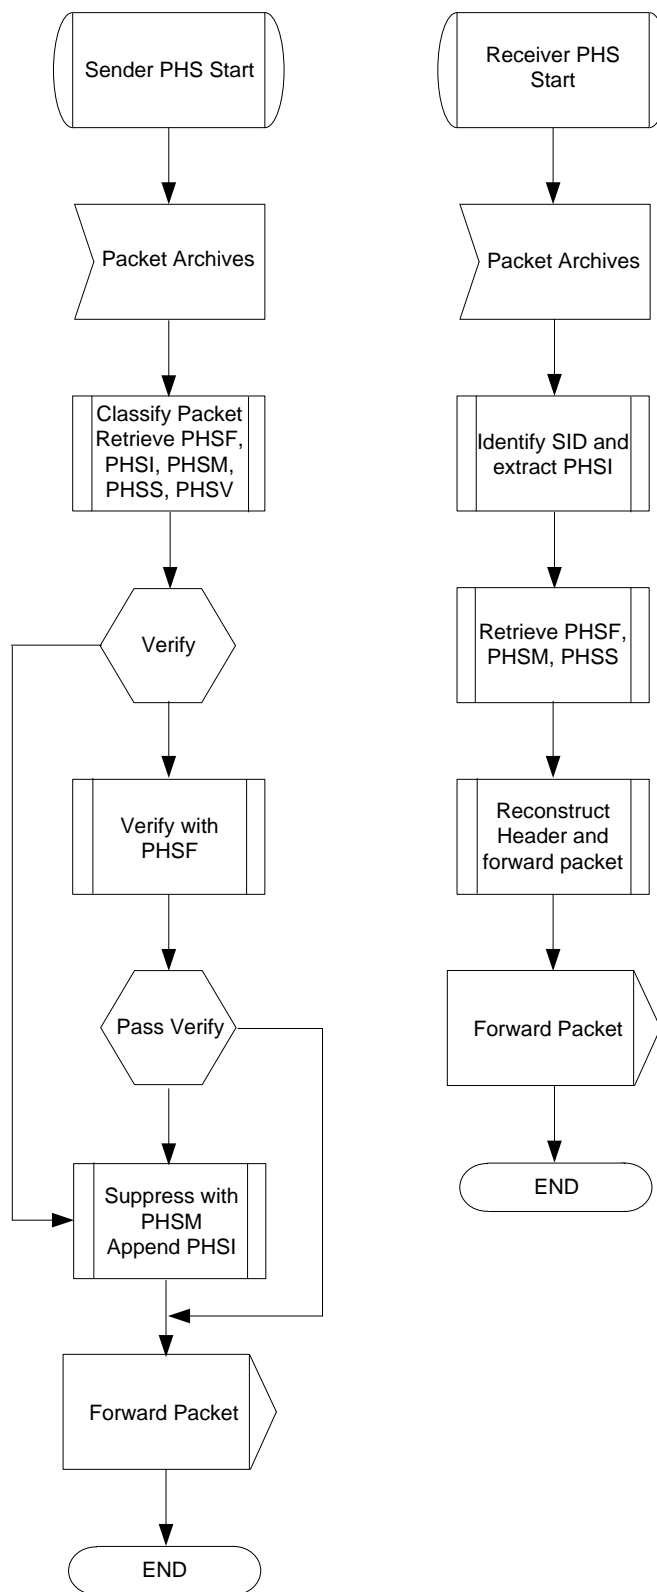 Sender PHS Start
Packet Archives
Classify Packet
Retrieve PHSF,
PHSI, PHSM,
PHSS, PHSV
Verify
Verify with
PHSF
Pass Verify
Suppress with
PHSM
Append PHSI
Forward Packet
END
Receiver PHS
Start
Packet Archives
Identify SID and
extract PHSI
Retrieve PHSF,
PHSM, PHSS
Reconstruct
Header and
forward packet
Forward Packet
END